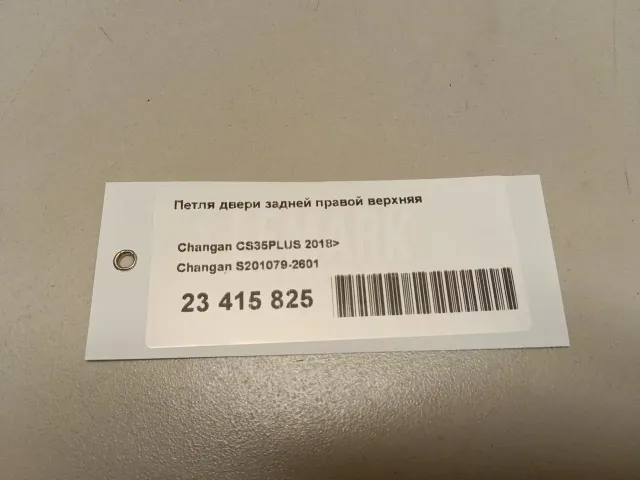 Петля двери задней правой верхняя
Changan CS35PLUS 2018>
Changan S201079-2601
23 415 825